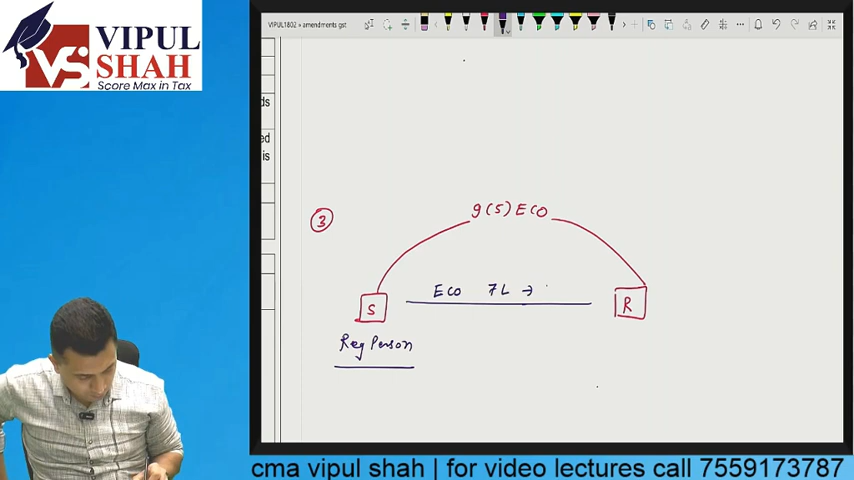 VIPUL
SHAH
Score Max in Tax
VS
VIPUL1802 + amendments gst
ds
ed
is
3
9(5) ECO
ECO 7L →
S
R
Reg Person
cma vipul shah | for video lectures call 7559173787